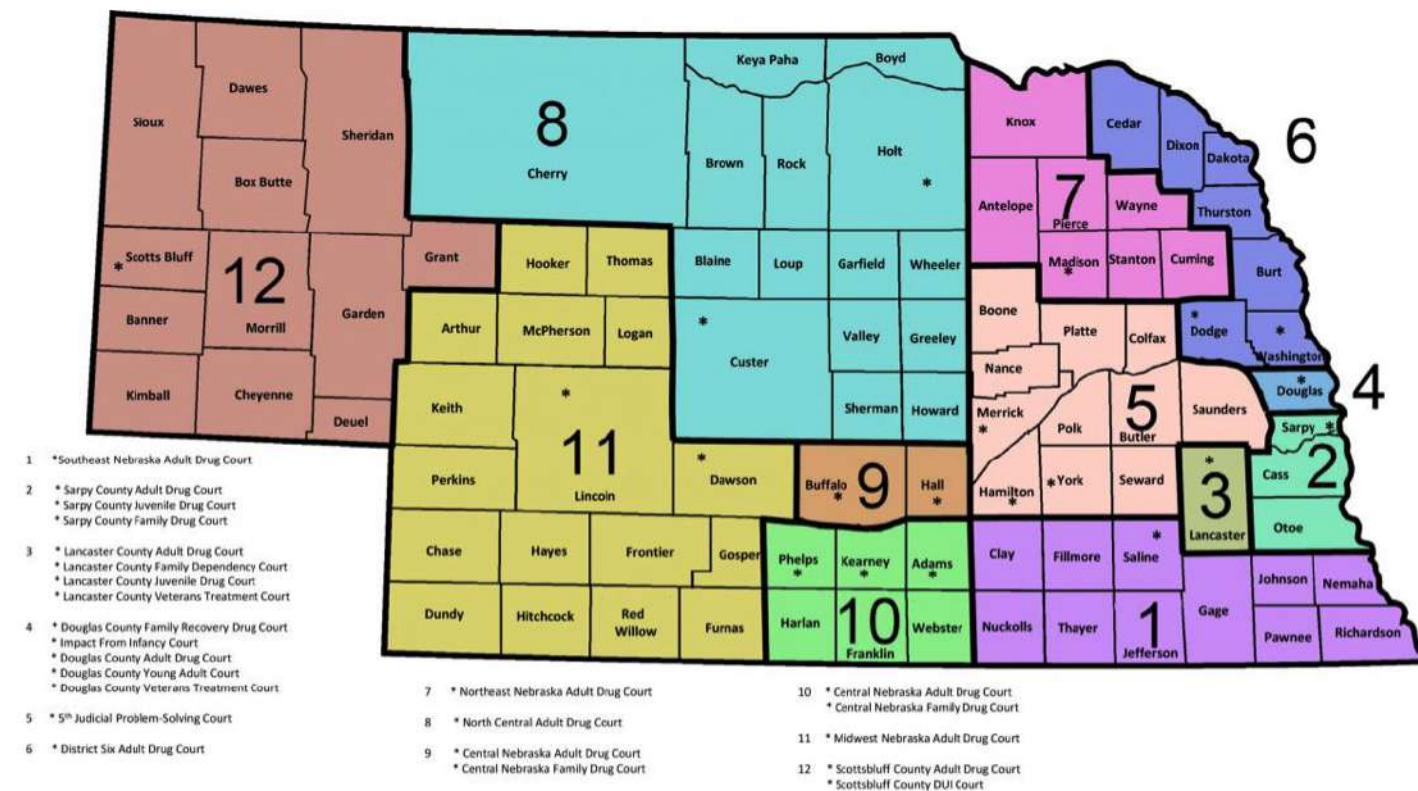 Keya Paha
Boyd
Dawes
Sioux
Sheridan
8
Cherry
Box Butte
Brown
Rock
Holt
*
Knox
Cedar
Dixon
Dakota
6
Antelope
7
Pierce
Wayne
Thurston
Scotts Bluff
*
12
Morrill
Grant
Hooker
Thomas
Blaine
Loup
Garfield
Wheeler
Madison
*
Stanton
Cuming
Burt
Banner
Garden
Arthur
McPherson
Logan
*
Custer
Valley
Greeley
Boone
Platte
Colfax
*
Dodge
*
Washington
Kimball
Cheyenne
Deuel
Keith
*
Sherman
Howard
Nance
Merrick
*
Polk
5
Butler
Saunders
*
Douglas
4
Sarpy *
Perkins
11
Lincoln
*
Dawson
Buffalo
*
9
Hall
*
Hamilton
*
*York
Seward
*
3
Lancaster
Cass
2
Otoe
Chase
Hayes
Frontier
Gosper
Phelps
*
Kearney
*
Adams
*
Clay
Fillmore
Saline
*
Johnson
Nemaha
Dundy
Hitchcock
Red
Willow
Furnas
Harlan
10
Franklin
Webster
Nuckolls
Thayer
1
Jefferson
Gage
Pawnee
Richardson
1 *Southeast Nebraska Adult Drug Court
2 * Sarpy County Adult Drug Court
* Sarpy County Juvenile Drug Court
* Sarpy County Family Drug Court
3 * Lancaster County Adult Drug Court
* Lancaster County Family Dependency Court
* Lancaster County Juvenile Drug Court
* Lancaster County Veterans Treatment Court
4 * Douglas County Family Recovery Drug Court
* Impact From Infancy Court
* Douglas County Adult Drug Court
* Douglas County Young Adult Court
* Douglas County Veterans Treatment Court
5 * 5th Judicial Problem-Solving Court
6 * District Six Adult Drug Court
7 * Northeast Nebraska Adult Drug Court
8 * North Central Adult Drug Court
9 * Central Nebraska Adult Drug Court
* Central Nebraska Family Drug Court
10 * Central Nebraska Adult Drug Court
* Central Nebraska Family Drug Court
11 * Midwest Nebraska Adult Drug Court
12 * Scottsbluff County Adult Drug Court
* Scottsbluff County DUI Court